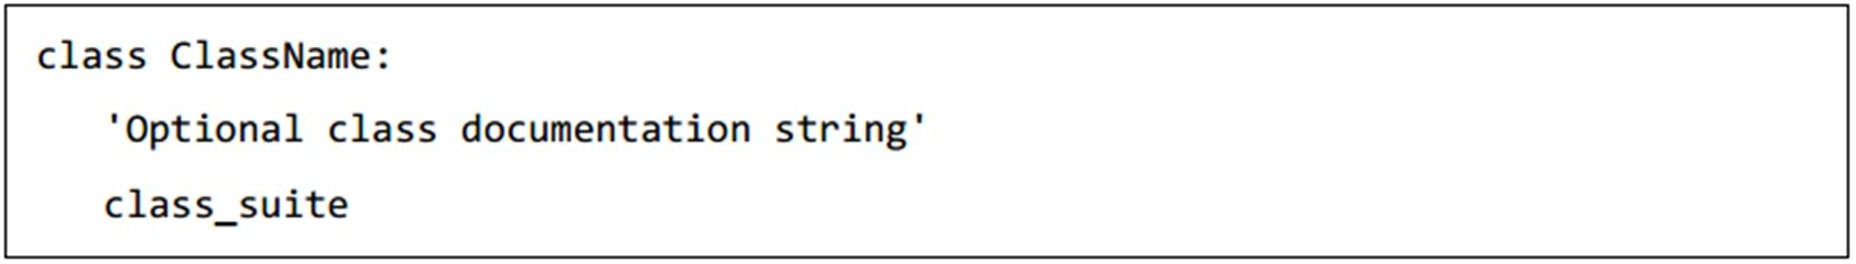 class ClassName:
'Optional class documentation string'
class_suite